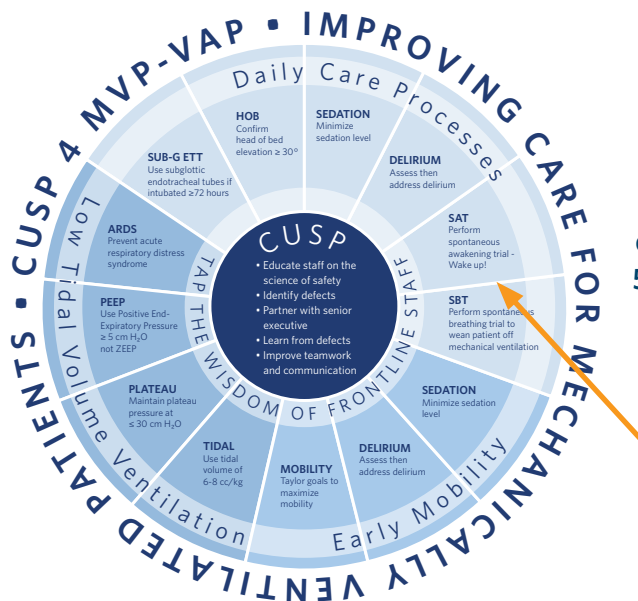 CUSP 4 MVP-VAP • IMPROVING CARE FOR MECHANICALLY VENTILATED PATIENTS •
Daily Care Processes
HOB
Confirm
head of bed
elevation ≥ 30°
SEDATION
Minimize
sedation level
DELIRIUM
Assess then
address delirium
SAT
Perform
spontaneous
awakening trial -
Wake up!
SBT
Perform spontaneous
breathing trial to
wean patient off
mechanical ventilation
SUB-G ETT
Use subglottic
endotracheal tubes if
intubated ≥72 hours
Early Mobility
SEDATION
Minimize sedation
level
DELIRIUM
Assess then
address delirium
MOBILITY
Taylor goals to
maximize
mobility
Low Tidal Volume Ventilation
ARDS
Prevent acute
respiratory distress
syndrome
PEEP
Use Positive End-
Expiratory Pressure
≥ 5 cm H₂O
not ZEEP
PLATEAU
Maintain plateau
pressure at
≤ 30 cm H₂O
TIDAL
Use tidal
volume of
6-8 cc/kg
TAP THE WISDOM OF FRONTLINE STAFF
CUSP
• Educate staff on the
science of safety
• Identify defects
• Partner with senior
executive
• Learn from defects
• Improve teamwork
and communication